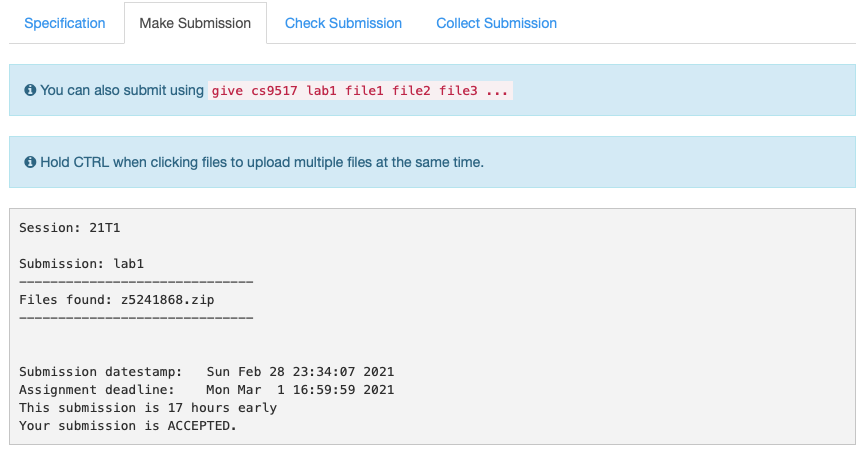 Specification Make Submission Check Submission Collect Submission
You can also submit using give cs9517 lab1 file1 file2 file3 ...
Hold CTRL when clicking files to upload multiple files at the same time.
Session: 21T1
Submission: lab1
------------------------------
Files found: z5241868.zip
------------------------------
Submission datestamp:   Sun Feb 28 23:34:07 2021
Assignment deadline:    Mon Mar  1 16:59:59 2021
This submission is 17 hours early
Your submission is ACCEPTED.